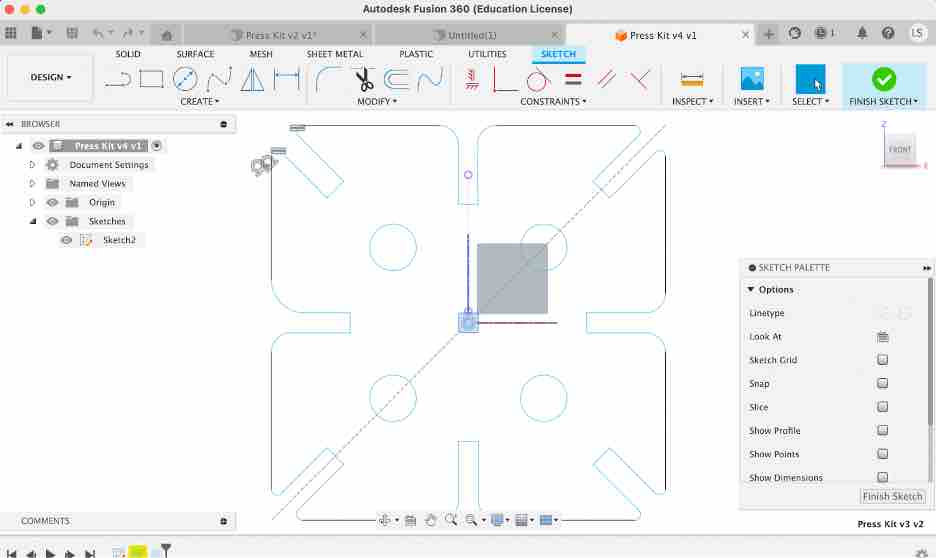 Autodesk Fusion 360 (Education License)
Press Kit v2 v1*
Untitled(1)
Press Kit v4 v1
1
LS
SOLID SURFACE MESH SHEET METAL PLASTIC UTILITIES SKETCH
DESIGN
CREATE MODIFY CONSTRAINTS INSPECT INSERT SELECT FINISH SKETCH
BROWSER
Press Kit v4 v1
Document Settings
Named Views
Origin
Sketches
Sketch2
Z
FRONT
SKETCH PALETTE
Options
Linetype
Look At
Sketch Grid
Snap
Slice
Show Profile
Show Points
Show Dimensions
Finish Sketch
COMMENTS
Press Kit v3 v2